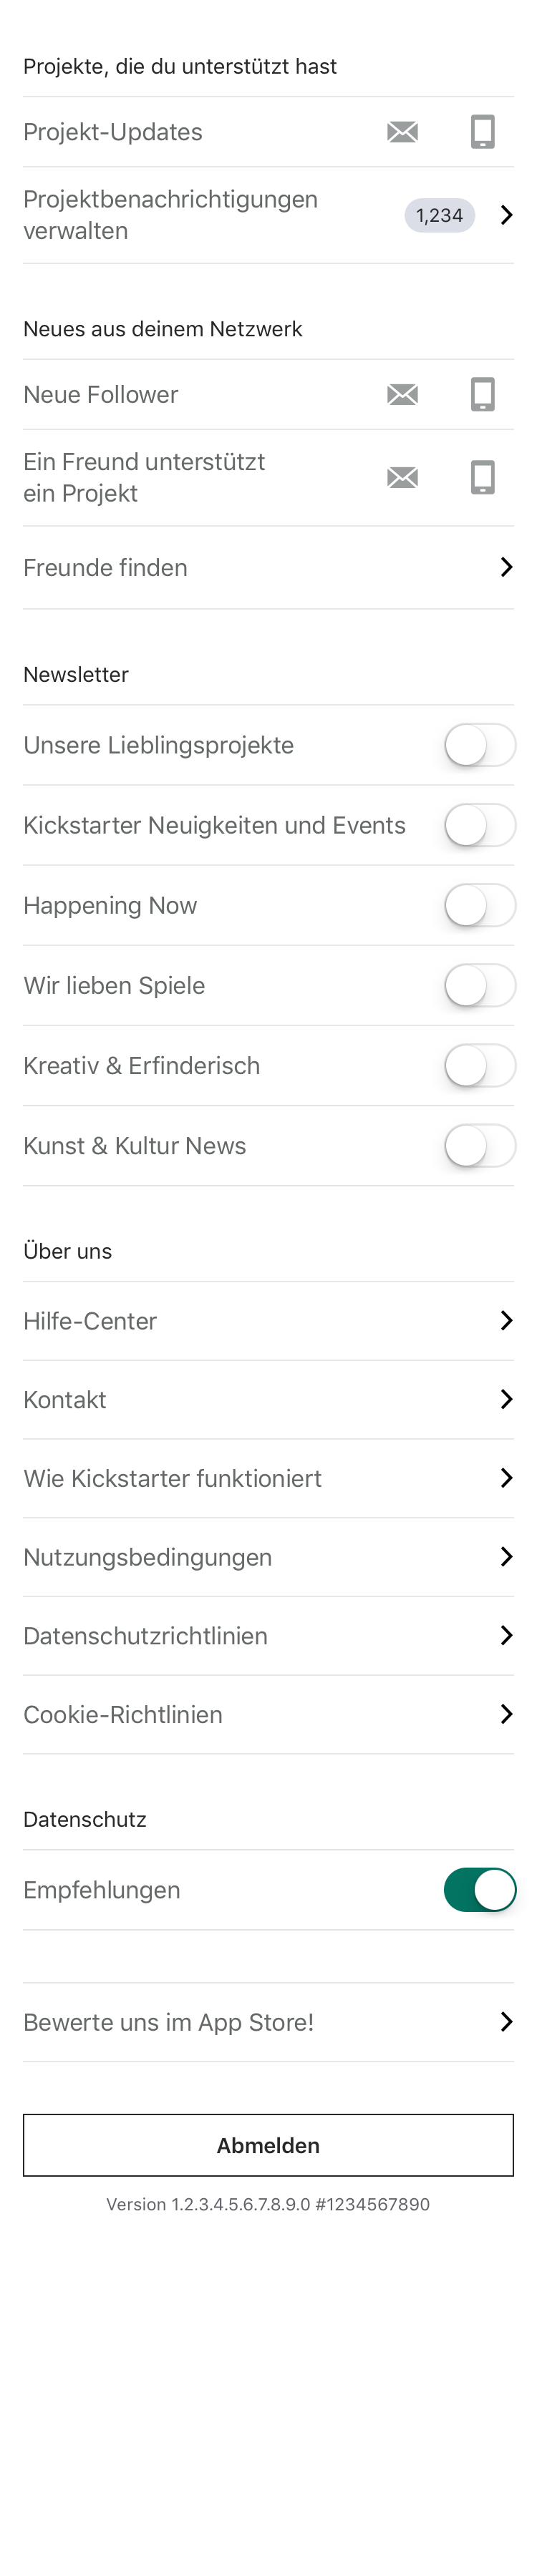 Projekte, die du unterstützt hast
Projekt-Updates
Projektbenachrichtigungen
verwalten
1,234
Neues aus deinem Netzwerk
Neue Follower
Ein Freund unterstützt
ein Projekt
Freunde finden
Newsletter
Unsere Lieblingsprojekte
Kickstarter Neuigkeiten und Events
Happening Now
Wir lieben Spiele
Kreativ & Erfinderisch
Kunst & Kultur News
Über uns
Hilfe-Center
Kontakt
Wie Kickstarter funktioniert
Nutzungsbedingungen
Datenschutzrichtlinien
Cookie-Richtlinien
Datenschutz
Empfehlungen
Bewerte uns im App Store!
Abmelden
Version 1.2.3.4.5.6.7.8.9.0 #1234567890